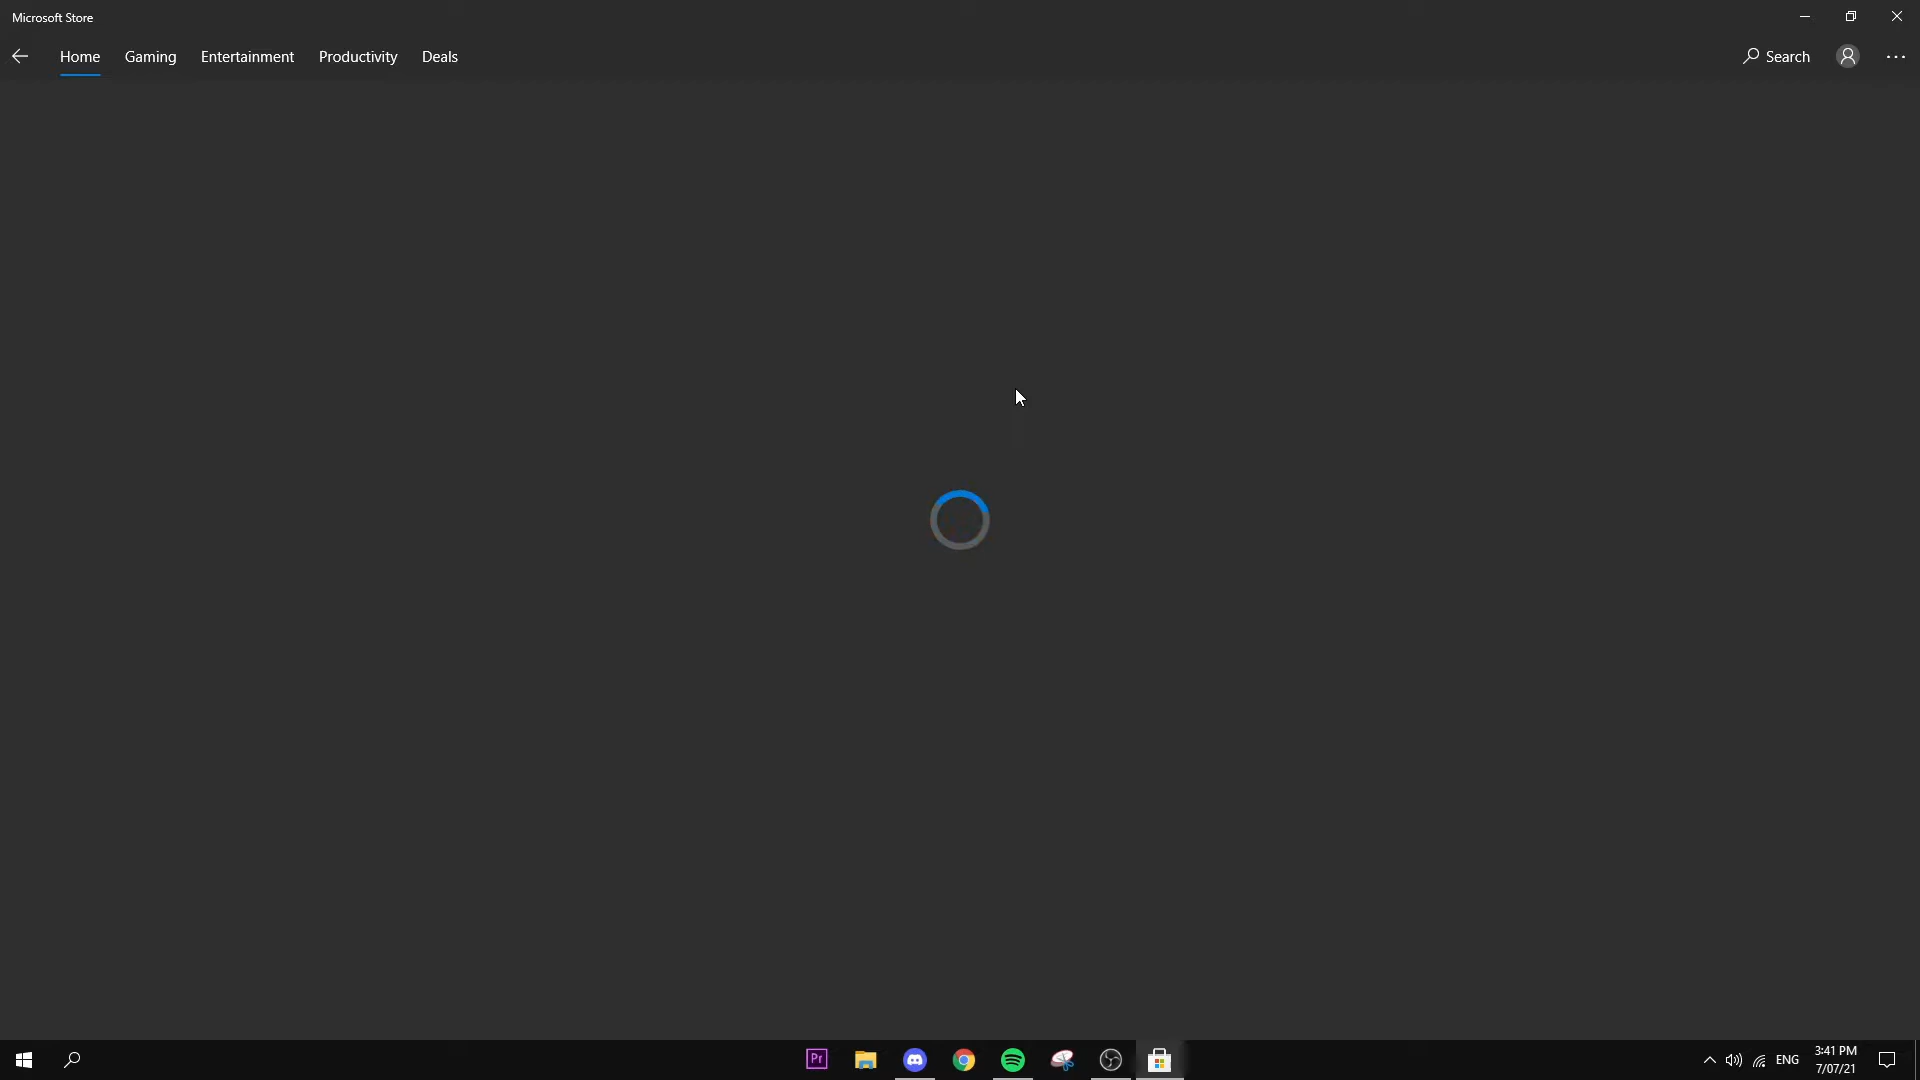 Microsoft Store
Home Gaming Entertainment Productivity Deals Search
Pr
ENG
3:41 PM
7/07/21